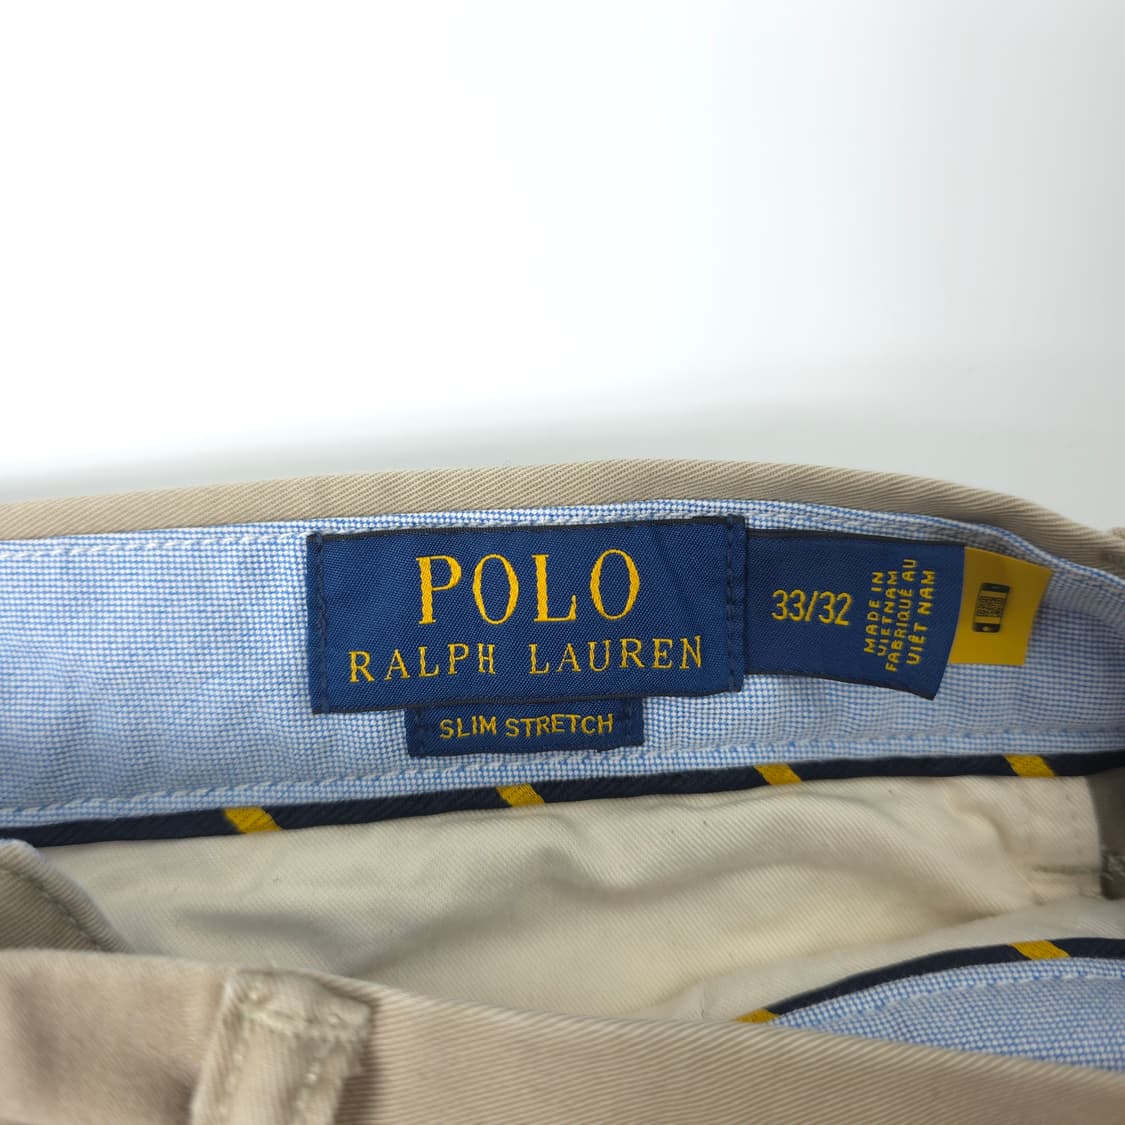 POLO
RALPH LAUREN
SLIM STRETCH
33/32
MADE IN
VIETNAM
FABRIQUÉ AU
VIÊT NAM